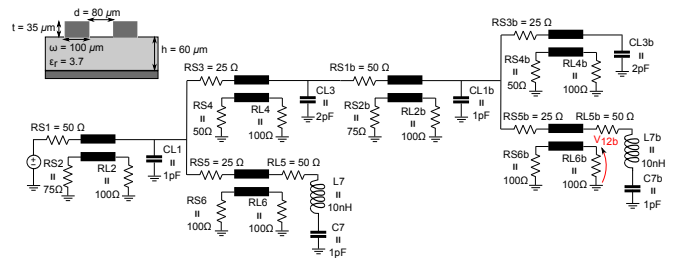 d = 80 µm
t = 35 µm
ω = 100 µm
εr = 3.7
h = 60 µm
RS1 = 50 Ω
±
RS2
=
75Ω
RL2
=
100Ω
CL1
=
1pF
RS3 = 25 Ω
RS4
=
50Ω
RL4
=
100Ω
CL3
=
2pF
RS5 = 25 Ω
RL5 = 50 Ω
RS6
=
100Ω
RL6
=
100Ω
L7
=
10nH
C7
=
1pF
RS1b = 50 Ω
RS2b
=
75Ω
RL2b
=
100Ω
CL1b
=
1pF
RS3b = 25 Ω
RS4b
=
50Ω
RL4b
=
100Ω
CL3b
=
2pF
RS5b = 25 Ω
RL5b = 50 Ω
V12b
RS6b
=
100Ω
RL6b
=
100Ω
L7b
=
10nH
C7b
=
1pF